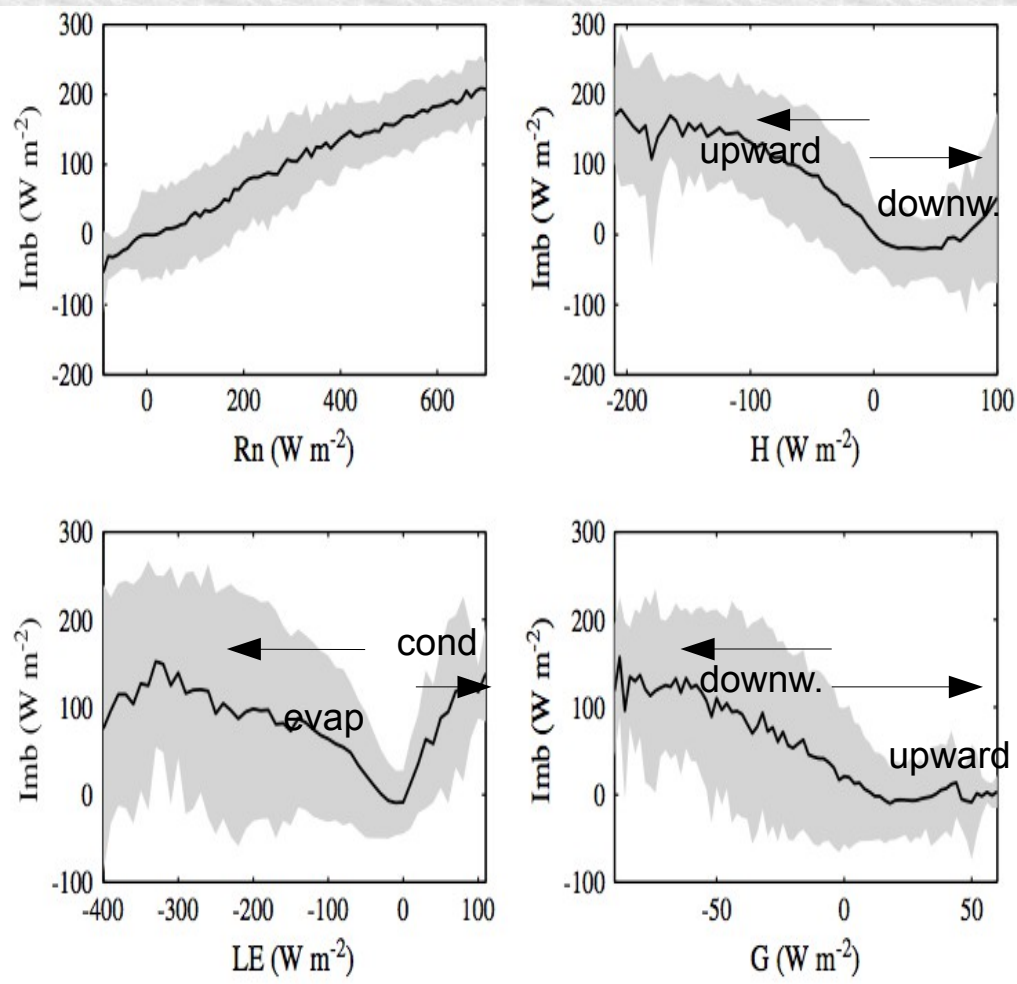 300
200
100
0
-100
-200
Imb (W m-2)
0 200 400 600
Rn (W m-2)
300
200
100
0
-100
-200
Imb (W m-2)
upward
downw.
-200 -100 0 100
H (W m-2)
300
200
100
0
-100
Imb (W m-2)
cond
evap
-400 -300 -200 -100 0 100
LE (W m-2)
300
200
100
0
-100
Imb (W m-2)
downw.
upward
-50 0 50
G (W m-2)